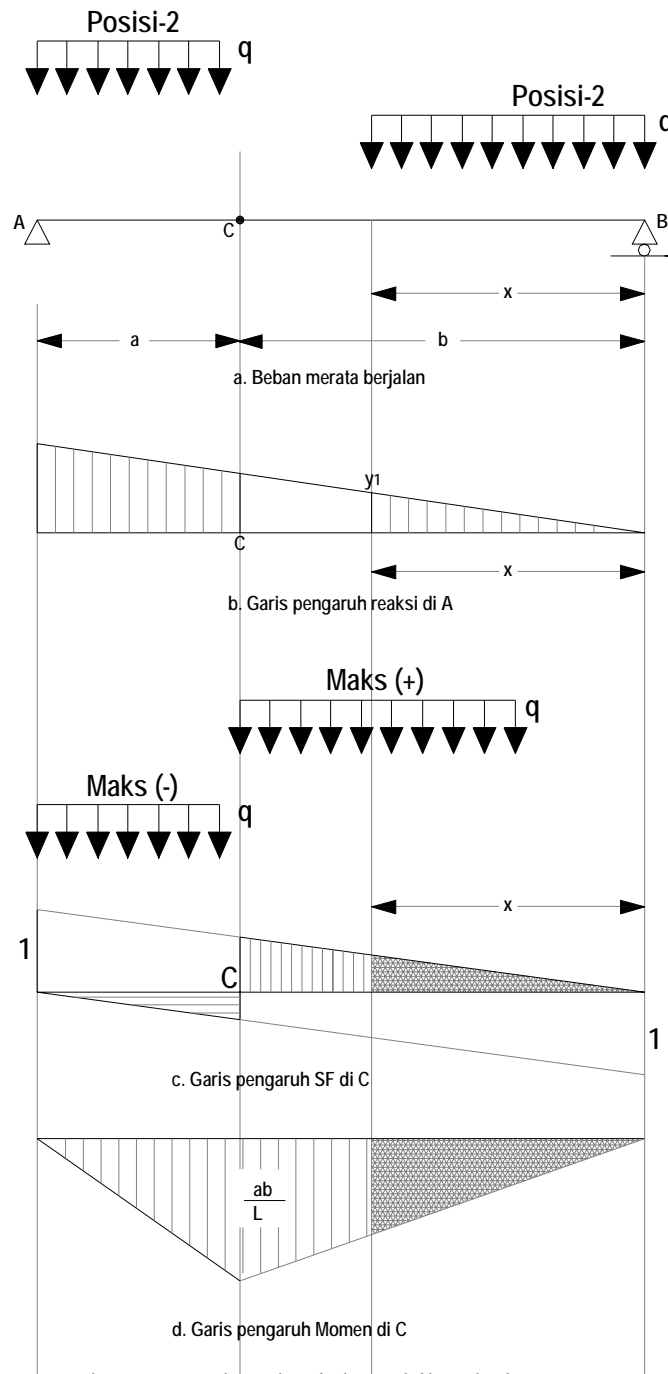 Posisi-2
q
Posisi-2
A
C
B
x
a
b
a. Beban merata berjalan
y1
C
x
b. Garis pengaruh reaksi di A
Maks (+)
q
Maks (-)
q
x
1
C
1
c. Garis pengaruh SF di C
ab
L
d. Garis pengaruh Momen di C